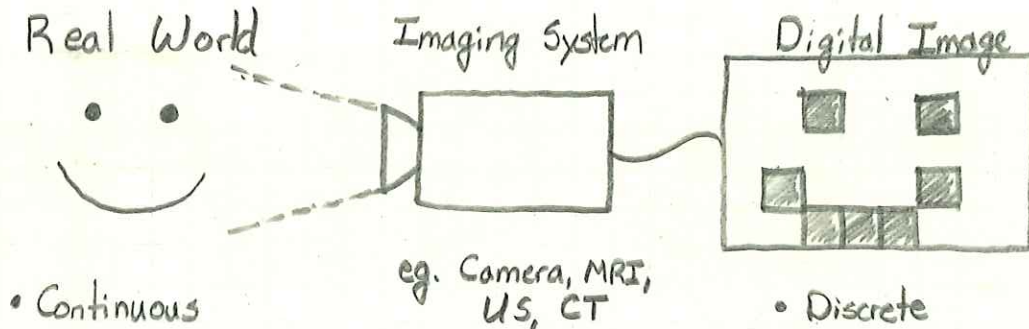 Real World
Imaging System
Digital Image
eg. Camera, MRI,
US, CT
• Continuous
• Discrete